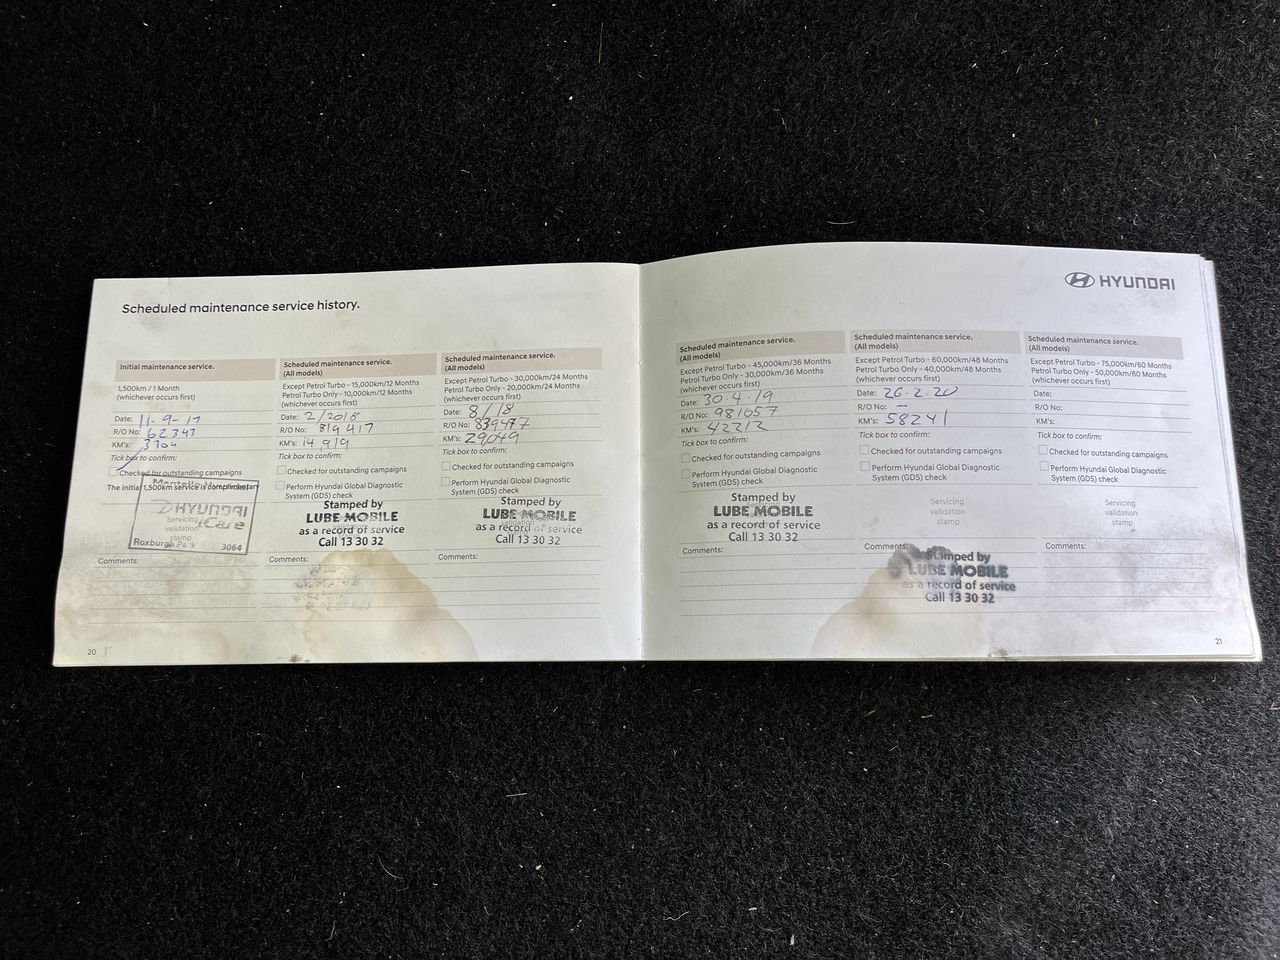 Scheduled maintenance service history.
Initial maintenance service.
1,500km / 1 Month
(whichever occurs first)
Date: 11-9-17
R/O No: 62343
KM's:
Tick box to confirm:
Checked for outstanding campaigns
The initial 1,500km service is complimentary
HYUNDAI
iCare
Servicing
validation
stamp
Roxburgh Park 3064
Comments:
20
Scheduled maintenance service.
(All models)
Except Petrol Turbo - 15,000km/12 Months
Petrol Turbo Only - 10,000km/12 Months
(whichever occurs first)
Date: 2/2018
R/O No: 819417
KM's: 14919
Tick box to confirm:
Checked for outstanding campaigns
Perform Hyundai Global Diagnostic
System (GDS) check
Stamped by
LUBE MOBILE
as a record of service
Call 13 30 32
Comments:
Scheduled maintenance service.
(All models)
Except Petrol Turbo - 30,000km/24 Months
Petrol Turbo Only - 20,000km/24 Months
(whichever occurs first)
Date: 8/18
R/O No: 839477
KM's: 29,049
Tick box to confirm:
Checked for outstanding campaigns
Perform Hyundai Global Diagnostic
System (GDS) check
Stamped by
LUBE MOBILE
as a record of service
Call 13 30 32
Comments:
HYUNDAI
Scheduled maintenance service.
(All models)
Except Petrol Turbo - 45,000km/36 Months
Petrol Turbo Only - 30,000km/36 Months
(whichever occurs first)
Date: 30.4.19
R/O No: 981657
KM's: 42212
Tick box to confirm:
Checked for outstanding campaigns
Perform Hyundai Global Diagnostic
System (GDS) check
Stamped by
LUBE MOBILE
as a record of service
Call 13 30 32
Comments:
Scheduled maintenance service.
(All models)
Except Petrol Turbo - 60,000km/48 Months
Petrol Turbo Only - 40,000km/48 Months
(whichever occurs first)
Date: 26.2.20
R/O No: –
KM's: 58241
Tick box to confirm:
Checked for outstanding campaigns
Perform Hyundai Global Diagnostic
System (GDS) check
Servicing
validation
stamp
Comments:
Stamped by
LUBE MOBILE
as a record of service
Call 13 30 32
Scheduled maintenance service.
(All models)
Except Petrol Turbo - 75,000km/60 Months
Petrol Turbo Only - 50,000km/60 Months
(whichever occurs first)
Date:
R/O No:
KM's:
Tick box to confirm:
Checked for outstanding campaigns
Perform Hyundai Global Diagnostic
System (GDS) check
Servicing
validation
stamp
Comments:
21